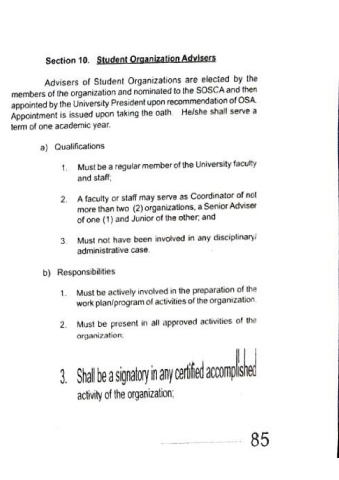 Section 10. Student Organization Advisers
Advisers of Student Organizations are elected by the
members of the organization and nominated to the SOSCA and then
appointed by the University President upon recommendation of OSA.
Appointment is issued upon taking the oath. He/she shall serve a
term of one academic year.
a) Qualifications
1. Must be a regular member of the University faculty
and staff;
2. A faculty or staff may serve as Coordinator of not
more than two (2) organizations, a Senior Adviser
of one (1) and Junior of the other; and
3. Must not have been involved in any disciplinary/
administrative case.
b) Responsibilities
1. Must be actively involved in the preparation of the
work plan/program of activities of the organization.
2. Must be present in all approved activities of the
organization;
3. Shall be a signatory in any certified accomplished
activity of the organization;
85